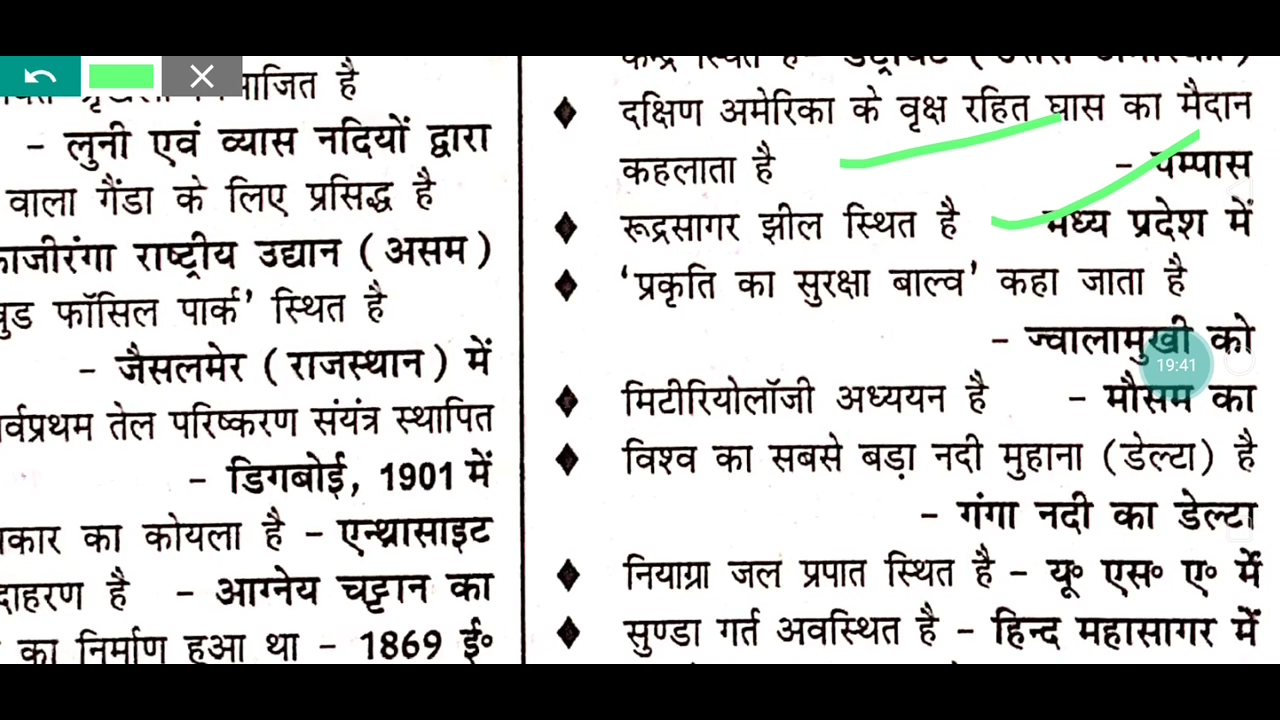 विभाजित है
- लुनी एवं व्यास नदियों द्वारा
वाला गैंडा के लिए प्रसिद्ध है
काजीरंगा राष्ट्रीय उद्यान ( असम )
वुड फॉसिल पार्क’ स्थित है
- जैसलमेर ( राजस्थान ) में
सर्वप्रथम तेल परिष्करण संयंत्र स्थापित
- डिगबोई, 1901 में
का कोयला है - एन्थ्रासाइट
है - आग्नेय चट्टान का
का निर्माण हुआ था - 1869 ई०
केन्द्र स्थित है
♦ दक्षिण अमेरिका के वृक्ष रहित घास का मैदान
कहलाता है - पम्पास
♦ रूद्रसागर झील स्थित है मध्य प्रदेश में
♦ ‘प्रकृति का सुरक्षा बाल्व’ कहा जाता है
- ज्वालामुखी को
19:41
♦ मिटीरियोलॉजी अध्ययन है - मौसम का
♦ विश्व का सबसे बड़ा नदी मुहाना (डेल्टा) है
- गंगा नदी का डेल्टा
♦ नियाग्रा जल प्रपात स्थित है - यू० एस० ए० में
♦ सुण्डा गर्त अवस्थित है - हिन्द महासागर में